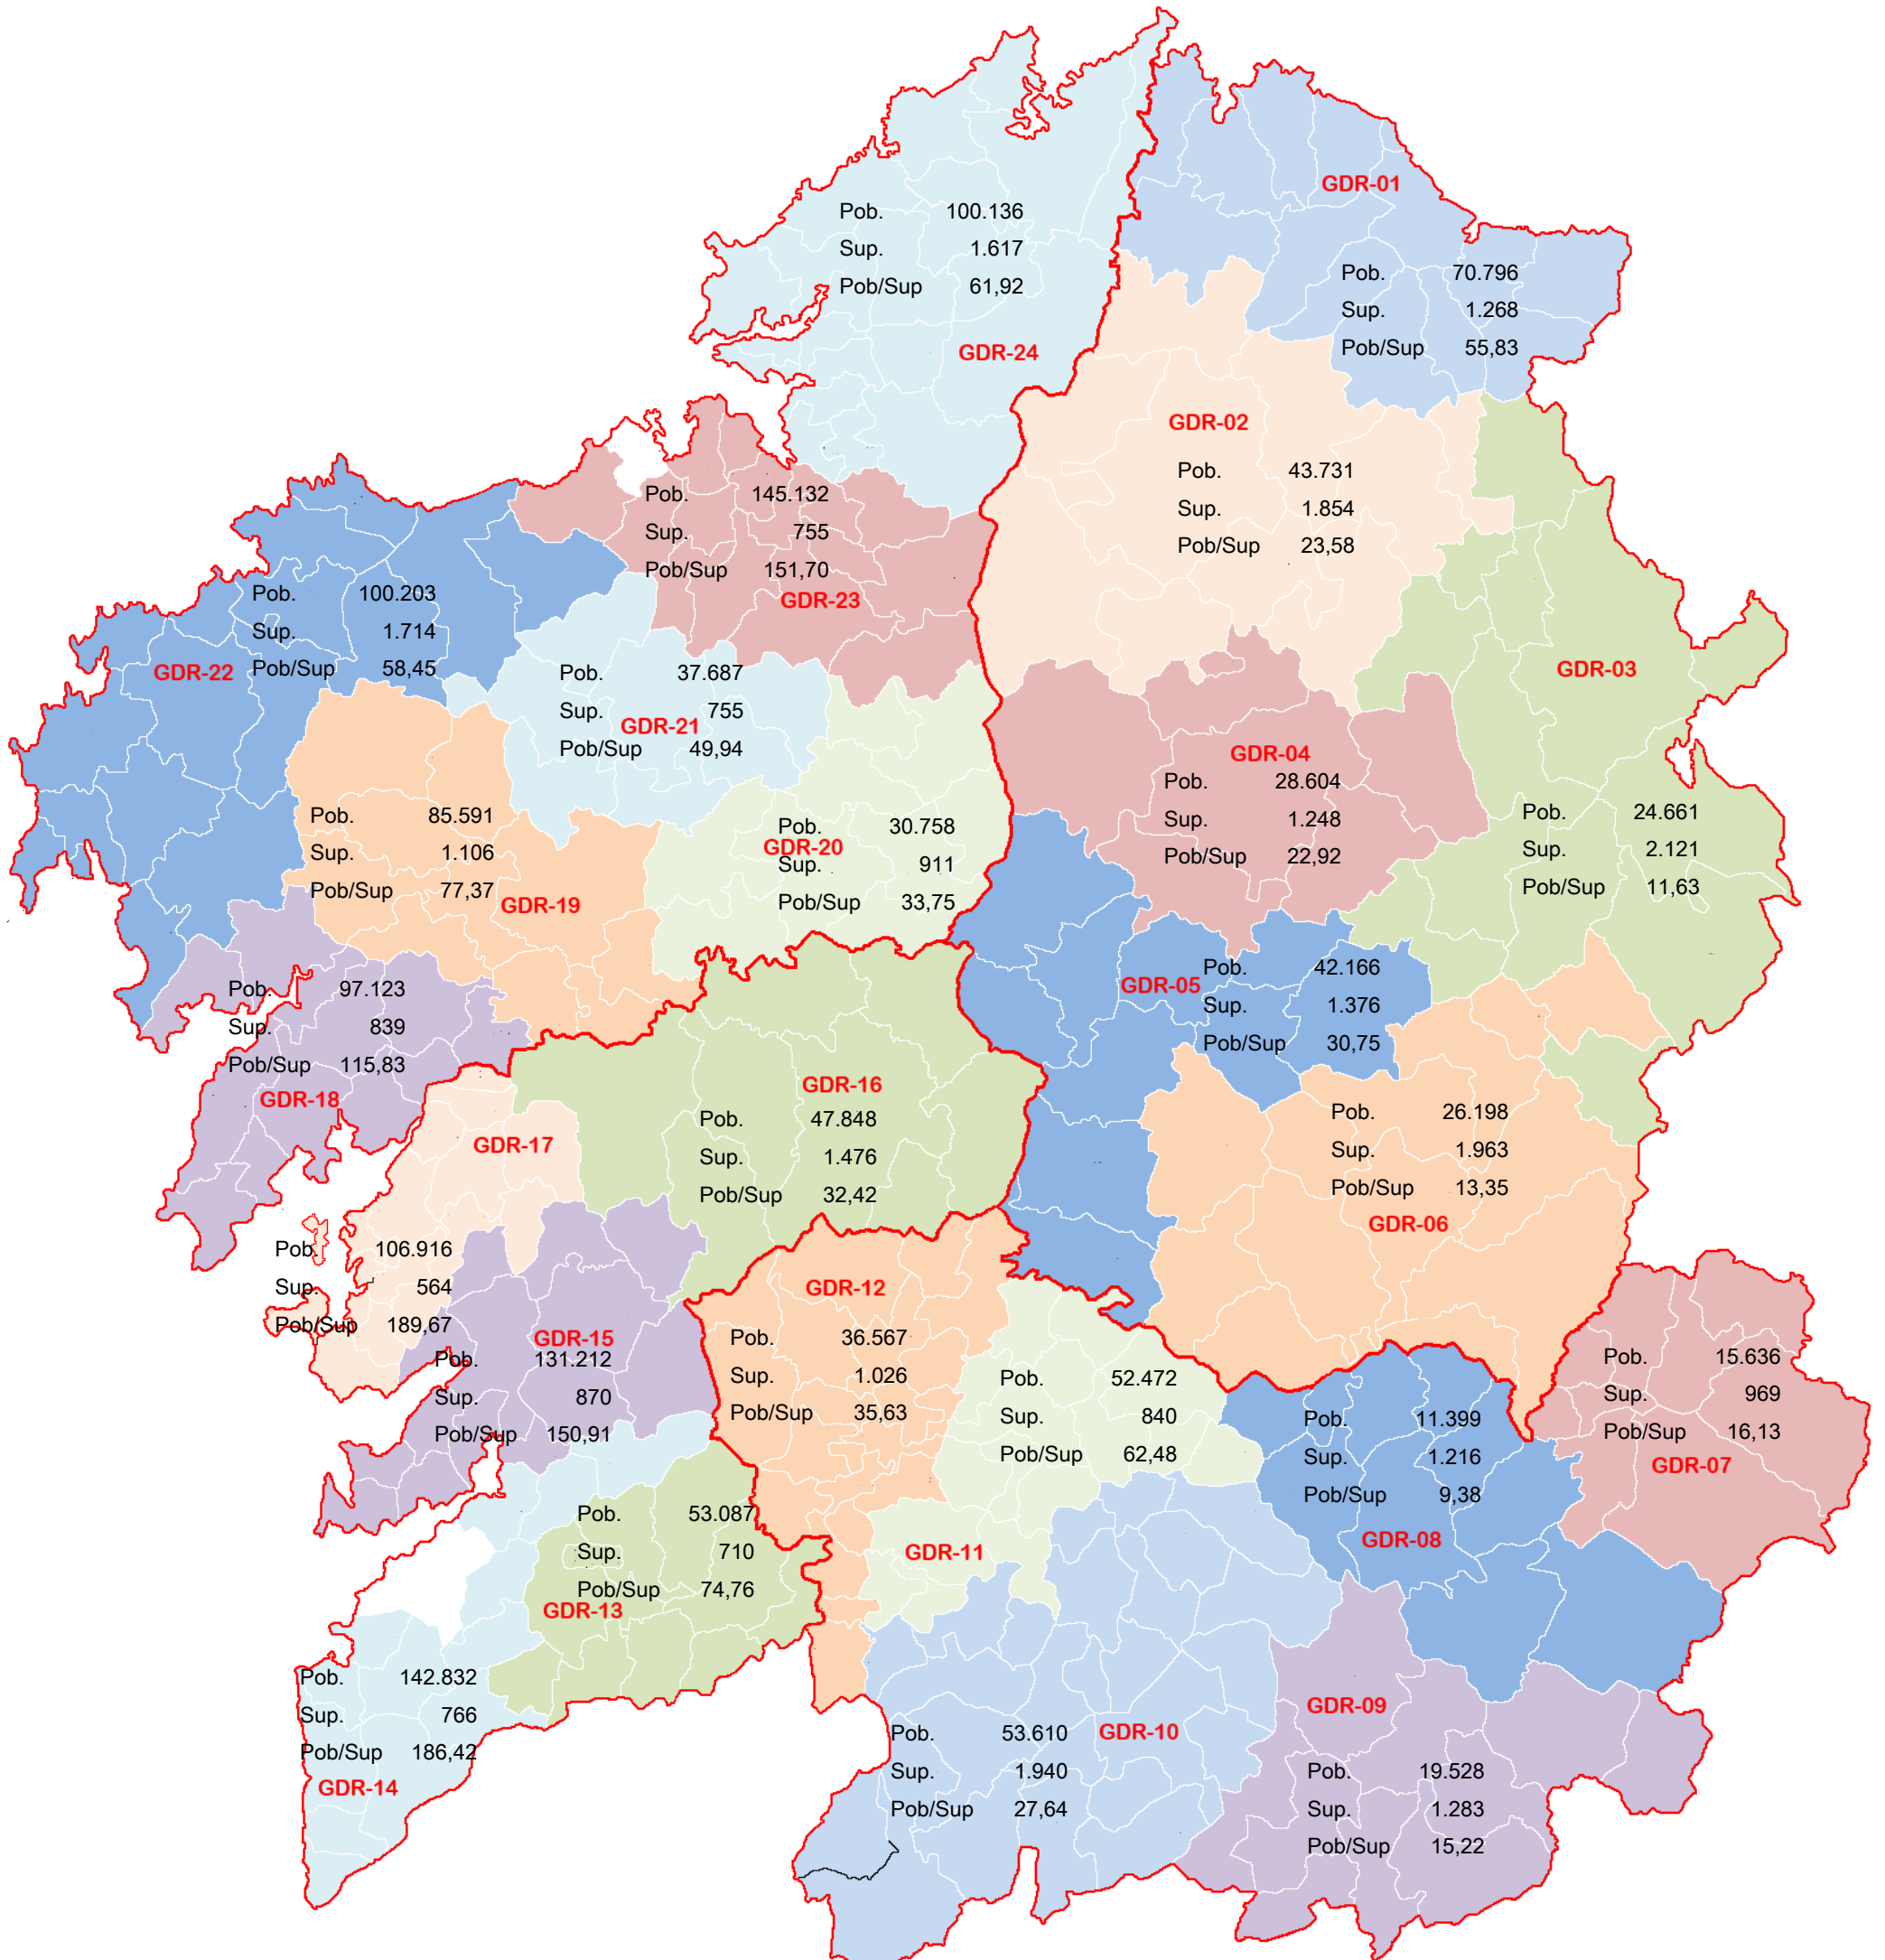 GDR-01
Pob. 100.136
Sup. 1.617
Pob/Sup 61,92
GDR-24
Pob. 70.796
Sup. 1.268
Pob/Sup 55,83
GDR-02
Pob. 43.731
Sup. 1.854
Pob/Sup 23,58
Pob. 145.132
Sup. 755
Pob/Sup 151,70
GDR-23
Pob. 100.203
Sup. 1.714
GDR-22 Pob/Sup 58,45
GDR-03
Pob. 37.687
Sup. 755
GDR-21
Pob/Sup 49,94
GDR-04
Pob. 28.604
Sup. 1.248
Pob/Sup 22,92
Pob. 24.661
Sup. 2.121
Pob/Sup 11,63
Pob. 85.591
Sup. 1.106
Pob/Sup 77,37
GDR-19
Pob. 30.758
GDR-20
Sup. 911
Pob/Sup 33,75
GDR-05
Pob. 42.166
Sup. 1.376
Pob/Sup 30,75
Pob. 97.123
Sup. 839
Pob/Sup 115,83
GDR-18
GDR-16
Pob. 47.848
Sup. 1.476
Pob/Sup 32,42
GDR-17
Pob. 26.198
Sup. 1.963
Pob/Sup 13,35
GDR-06
Pob. 106.916
Sup. 564
Pob/Sup 189,67
GDR-12
Pob. 36.567
Sup. 1.026
Pob/Sup 35,63
GDR-15
Pob. 131.212
Sup. 870
Pob/Sup 150,91
Pob. 52.472
Sup. 840
Pob/Sup 62,48
GDR-11
Pob. 15.636
Sup. 969
Pob/Sup 16,13
GDR-07
Pob. 11.399
Sup. 1.216
Pob/Sup 9,38
GDR-08
Pob. 53.087
Sup. 710
Pob/Sup 74,76
GDR-13
Pob. 142.832
Sup. 766
Pob/Sup 186,42
GDR-14
GDR-10
Pob. 53.610
Sup. 1.940
Pob/Sup 27,64
GDR-09
Pob. 19.528
Sup. 1.283
Pob/Sup 15,22